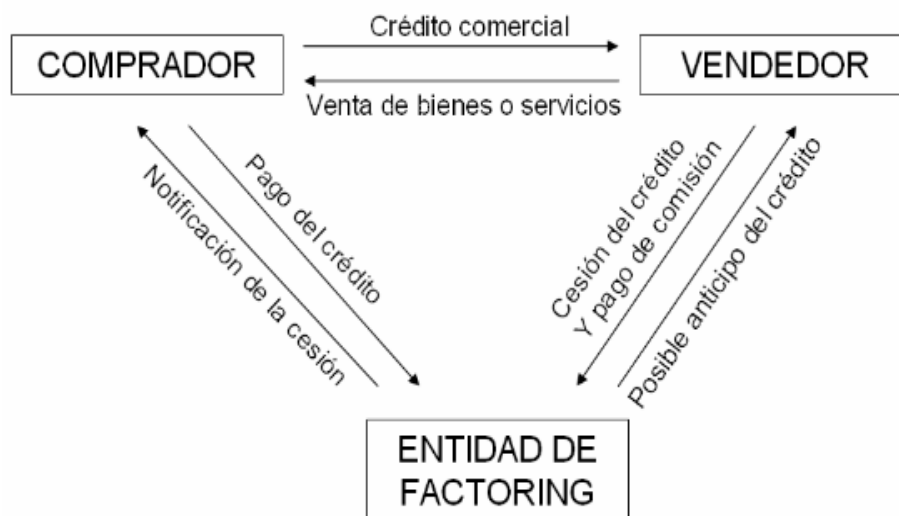 Crédito comercial
COMPRADOR
VENDEDOR
Venta de bienes o servicios
Pago del crédito
Notificación de la cesión
Cesión del crédito
Y pago de comisión
Posible anticipo del crédito
ENTIDAD DE
FACTORING